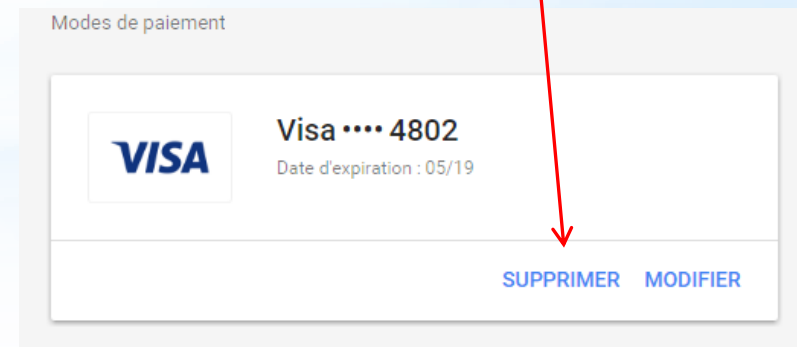 Modes de paiement
VISA
Visa •••• 4802
Date d'expiration : 05/19
SUPPRIMER MODIFIER